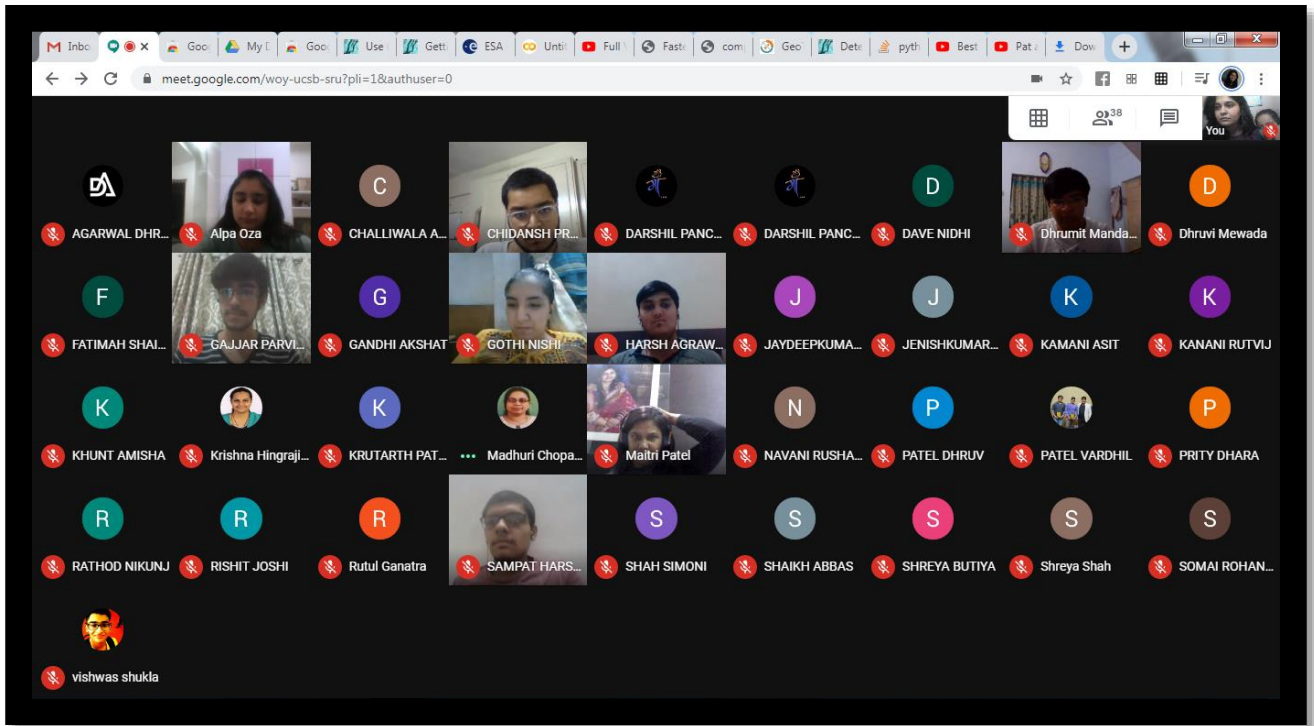 Inbo Goo My D Goo Use Gett ESA Untit Full Faste com Geo Dete pyth Best Pat a Dow
meet.google.com/woy-ucsb-sru?pli=1&authuser=0
38
You
DA C माँ माँ D D
AGARWAL DHR... Alpa Oza CHALLIWALA A... CHIDANSH PR... DARSHIL PANC... DARSHIL PANC... DAVE NIDHI Dhrumit Manda... Dhruvi Mewada
F G J J K K
FATIMAH SHAI... GAJJAR PARVI... GANDHI AKSHAT GOTHI NISHI HARSH AGRAW... JAYDEEPKUMA... JENISHKUMAR... KAMANI ASIT KANANI RUTVIJ
K K N P P
KHUNT AMISHA Krishna Hingraji... KRUTARTH PAT... Madhuri Chopa... Maitri Patel NAVANI RUSHA... PATEL DHRUV PATEL VARDHIL PRITY DHARA
R R R S S S S S
RATHOD NIKUNJ RISHIT JOSHI Rutul Ganatra SAMPAT HARS... SHAH SIMONI SHAIKH ABBAS SHREYA BUTIYA Shreya Shah SOMAI ROHAN...
vishwas shukla